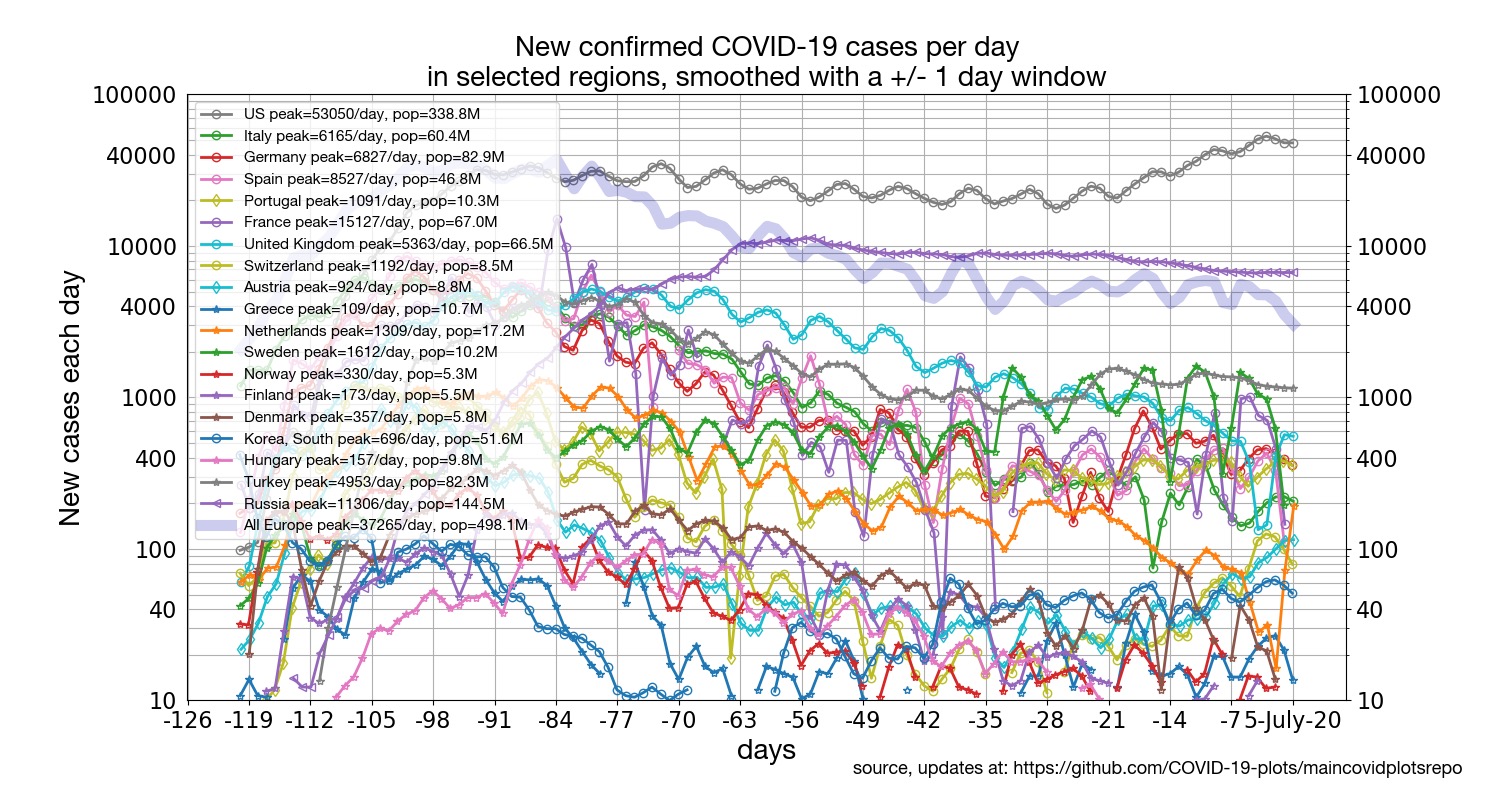 New confirmed COVID-19 cases per day
in selected regions, smoothed with a +/- 1 day window
100000
40000
10000
4000
1000
400
100
40
10
New cases each day
US peak=53050/day, pop=338.8M
Italy peak=6165/day, pop=60.4M
Germany peak=6827/day, pop=82.9M
Spain peak=8527/day, pop=46.8M
Portugal peak=1091/day, pop=10.3M
France peak=15127/day, pop=67.0M
United Kingdom peak=5363/day, pop=66.5M
Switzerland peak=1192/day, pop=8.5M
Austria peak=924/day, pop=8.8M
Greece peak=109/day, pop=10.7M
Netherlands peak=1309/day, pop=17.2M
Sweden peak=1612/day, pop=10.2M
Norway peak=330/day, pop=5.3M
Finland peak=173/day, pop=5.5M
Denmark peak=357/day, pop=5.8M
Korea, South peak=696/day, pop=51.6M
Hungary peak=157/day, pop=9.8M
Turkey peak=4953/day, pop=82.3M
Russia peak=11306/day, pop=144.5M
All Europe peak=37265/day, pop=498.1M
100000
40000
10000
4000
1000
400
100
40
10
-126 -119 -112 -105 -98 -91 -84 -77 -70 -63 -56 -49 -42 -35 -28 -21 -14 -7 5-July-20
days
source, updates at: https://github.com/COVID-19-plots/maincovidplotsrepo